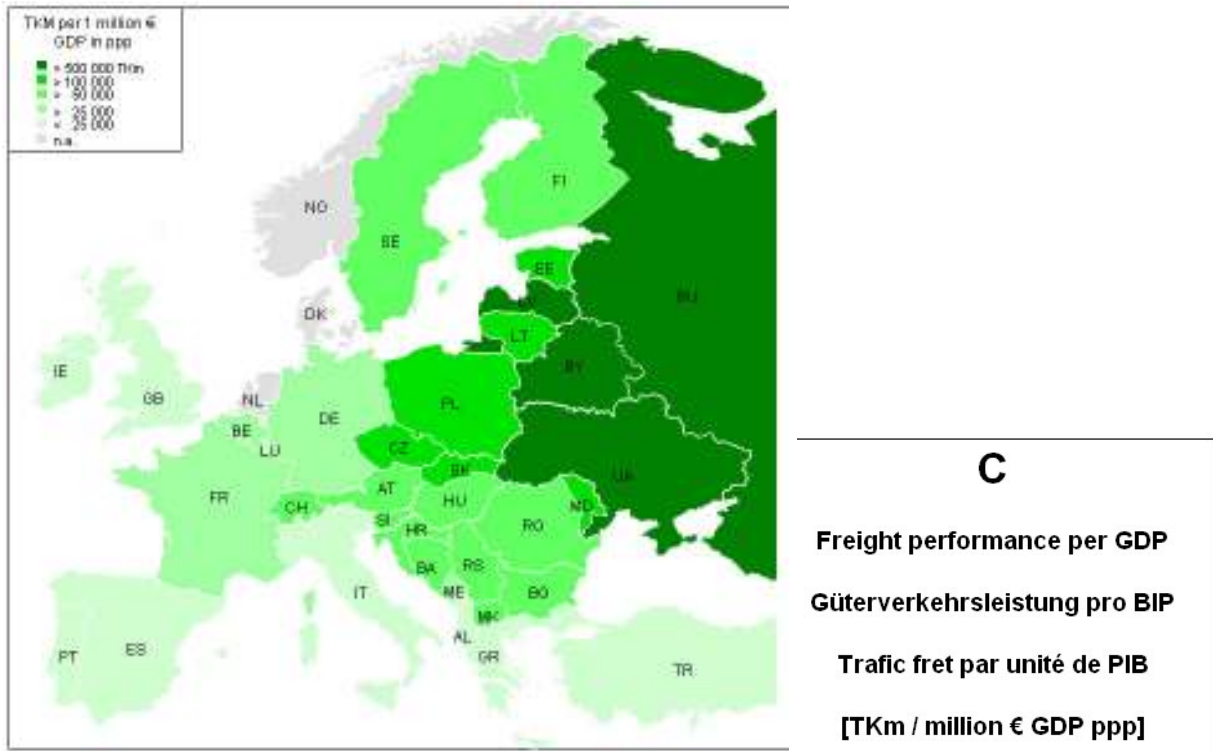 TKM per 1 million €
GDP in ppp
> 500 000 TKm
> 100 000
> 50 000
> 25 000
< 25 000
n.a.
NO
SE
FI
EE
RU
LT
DK
BY
IE
GB
NL
DE
PL
BE
LU
CZ
SK
UA
FR
CH
AT
HU
MD
SI
HR
RO
BA
RS
IT
ME
BO
MK
AL
PT
ES
GR
TR
C
Freight performance per GDP
Güterverkehrsleistung pro BIP
Trafic fret par unité de PIB
[TKm / million € GDP ppp]